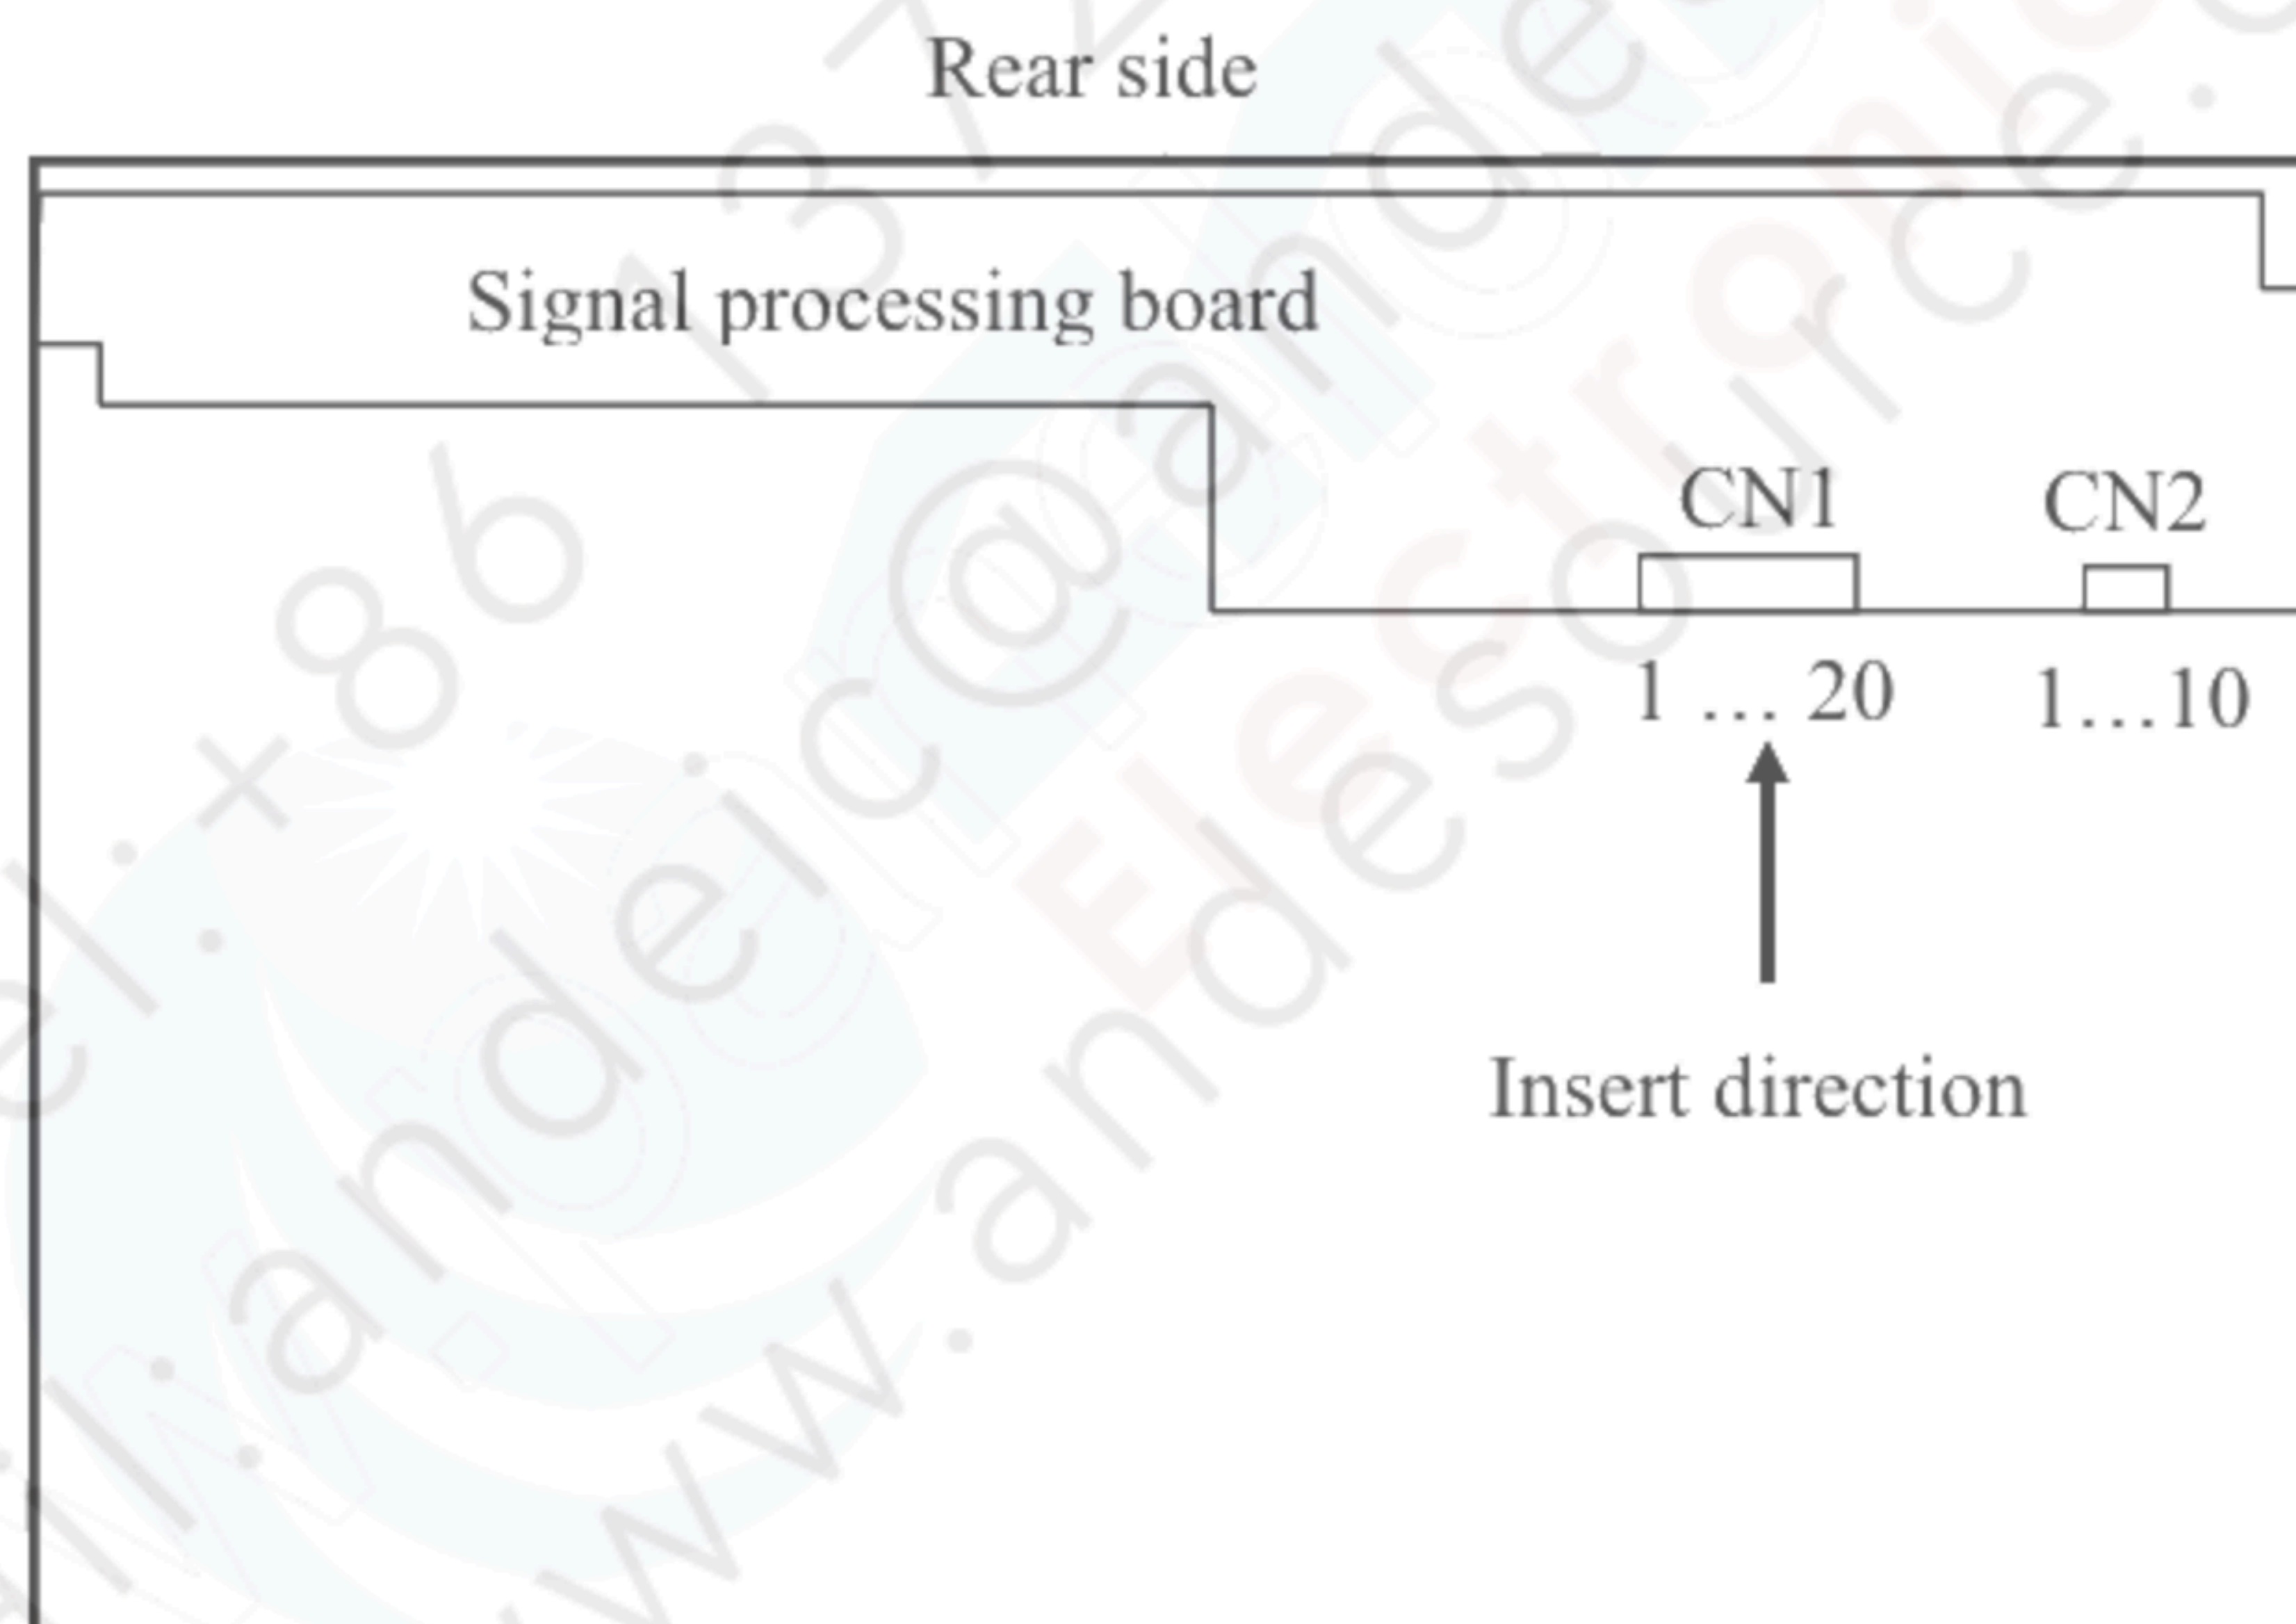 Rear side
Signal processing board
CN1 CN2
1 … 20 1…10
Insert direction